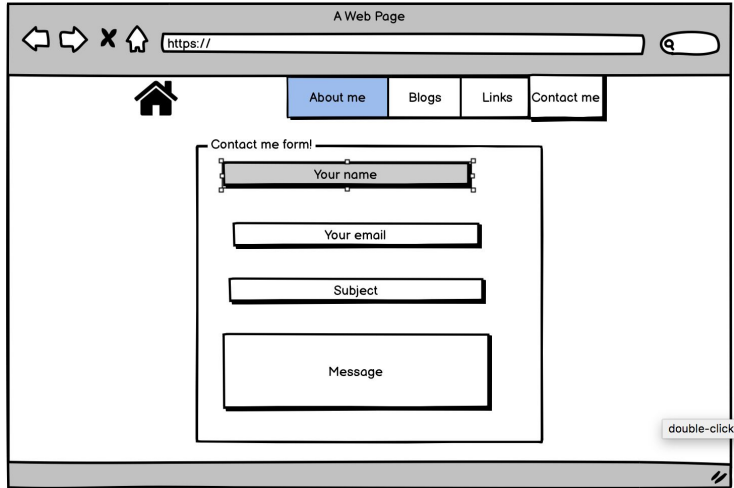 A Web Page
https://
About me Blogs Links Contact me
Contact me form!
Your name
Your email
Subject
Message
double-click